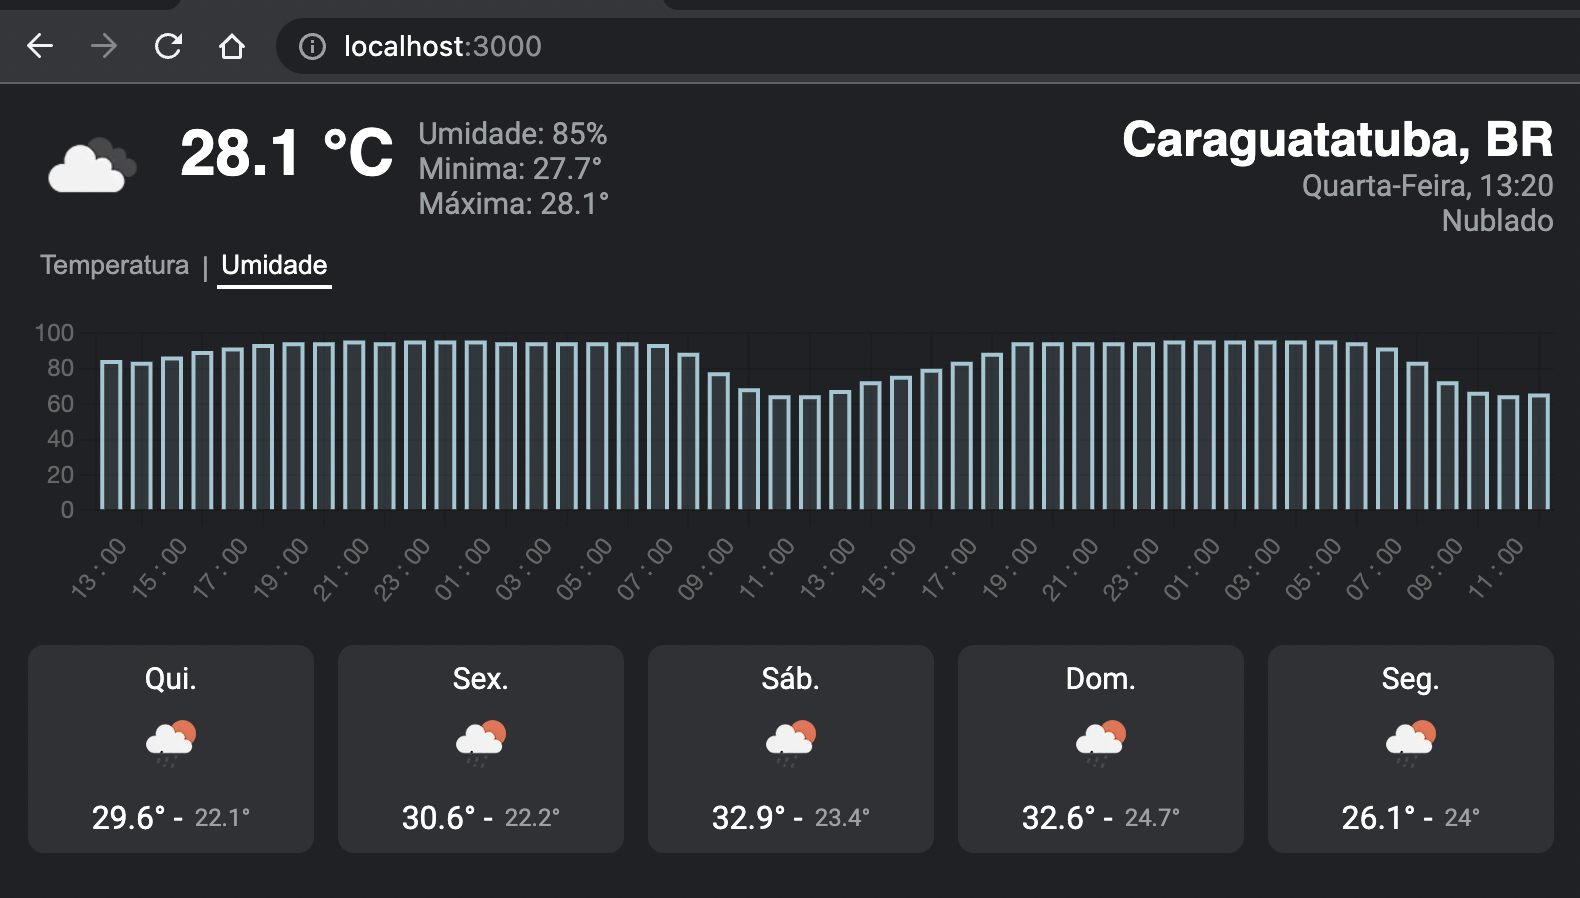 localhost:3000
28.1 °C
Umidade: 85%
Minima: 27.7°
Máxima: 28.1°
Caraguatatuba, BR
Quarta-Feira, 13:20
Nublado
Temperatura | Umidade
100
80
60
40
20
0
13:00 15:00 17:00 19:00 21:00 23:00 01:00 03:00 05:00 07:00 09:00 11:00 13:00 15:00 17:00 19:00 21:00 23:00 01:00 03:00 05:00 07:00 09:00 11:00
Qui.
29.6° - 22.1°
Sex.
30.6° - 22.2°
Sáb.
32.9° - 23.4°
Dom.
32.6° - 24.7°
Seg.
26.1° - 24°